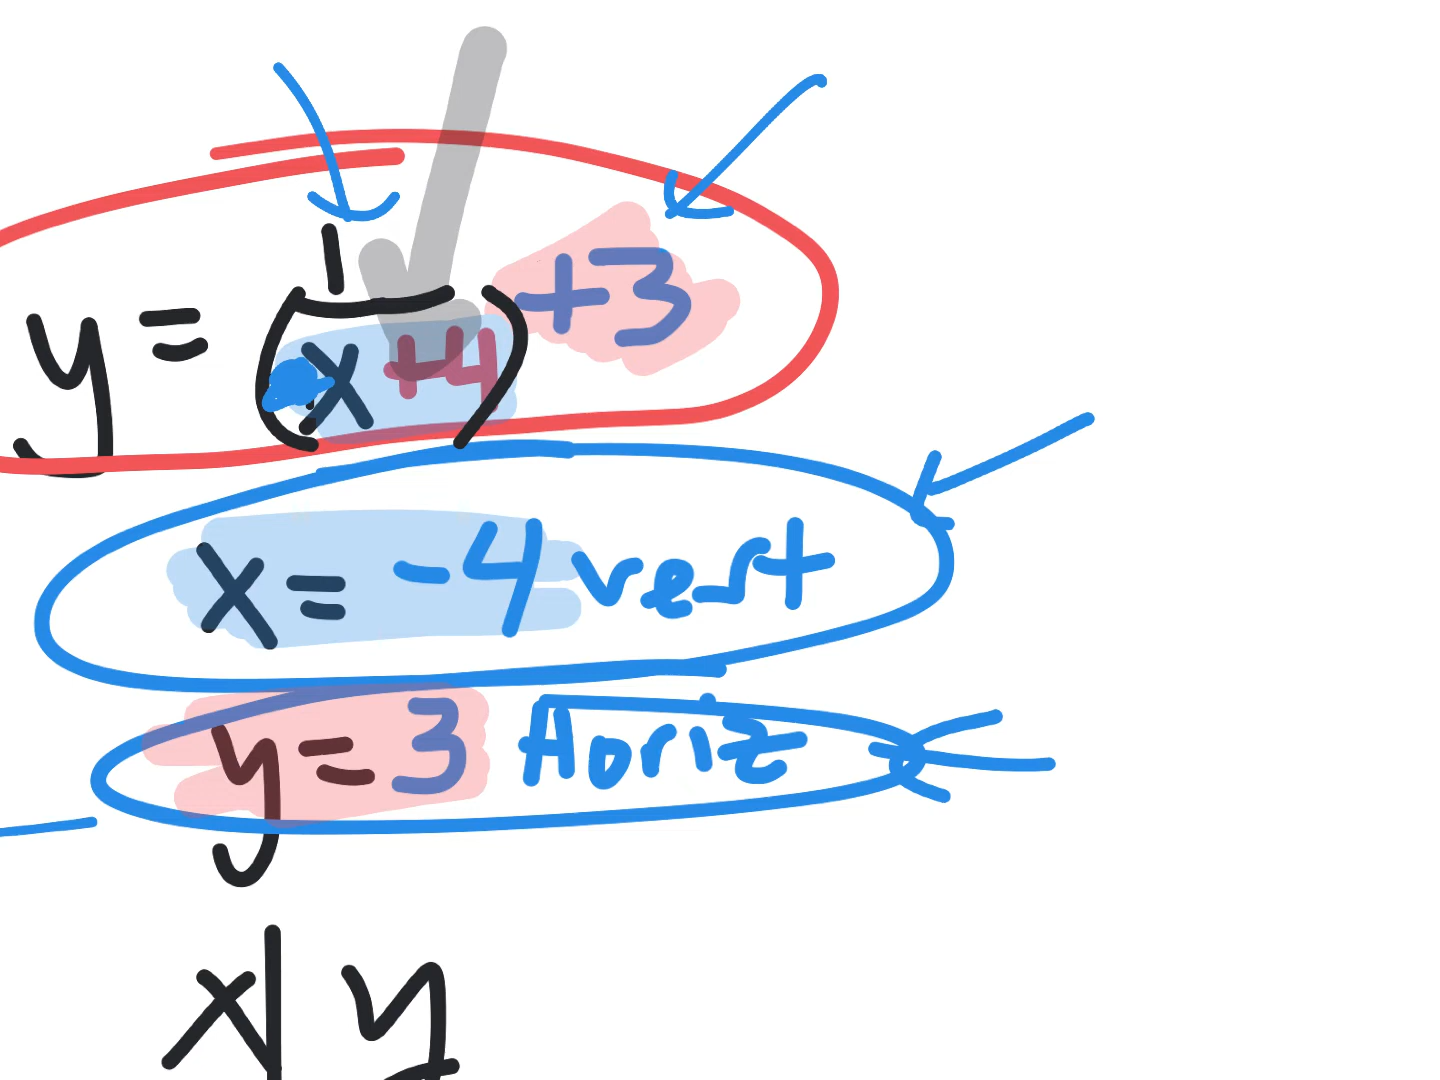 y = 1/(x+4) +3
x = -4 vert
y = 3 Horiz
x | y